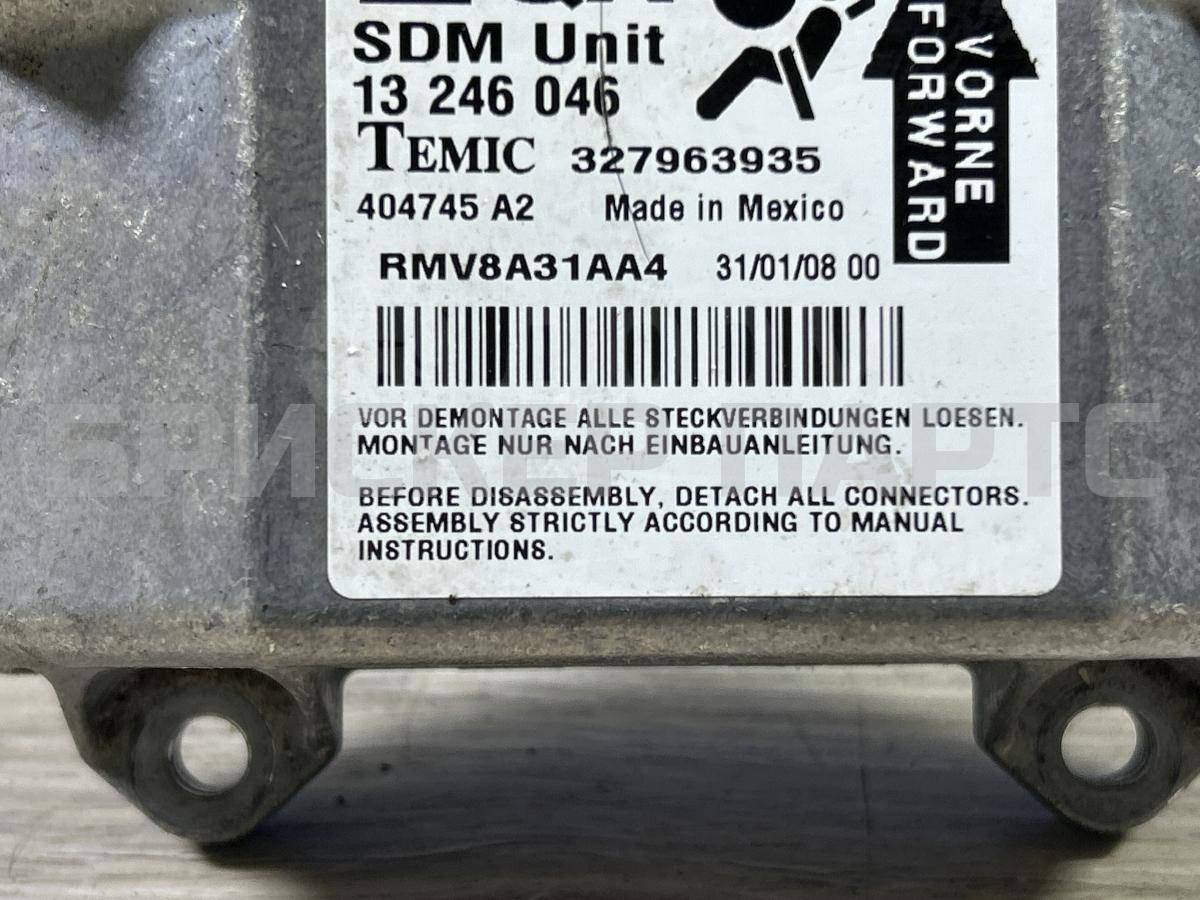 SDM Unit
13 246 046
TEMIC 327963935
404745 A2 Made in Mexico
RMV8A31AA4 31/01/08 00
VORNE
FORWARD
VOR DEMONTAGE ALLE STECKVERBINDUNGEN LOESEN.
MONTAGE NUR NACH EINBAUANLEITUNG.
БРИСКЕР ПАРТС
BEFORE DISASSEMBLY, DETACH ALL CONNECTORS.
ASSEMBLY STRICTLY ACCORDING TO MANUAL
INSTRUCTIONS.